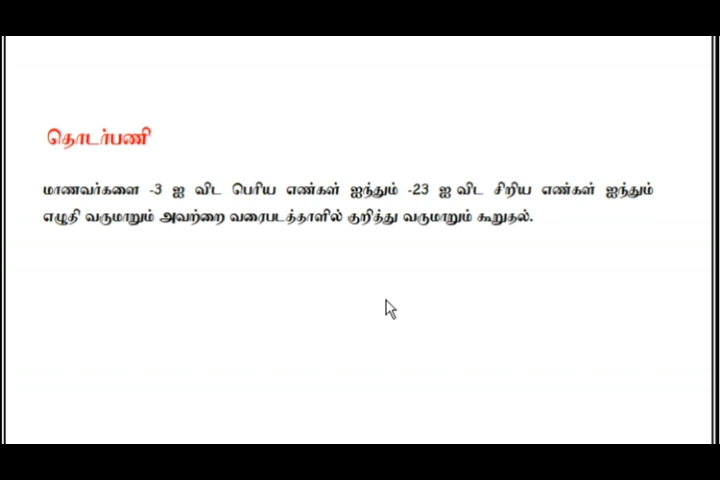 தொடர்பணி
மாணவர்களை -3 ஐ விட பெரிய எண்கள் ஐந்தும் -23 ஐ விட சிறிய எண்கள் ஐந்தும்
எழுதி வருமாறும் அவற்றை வரைபடத்தாளில் குறித்து வருமாறும் கூறுதல்.